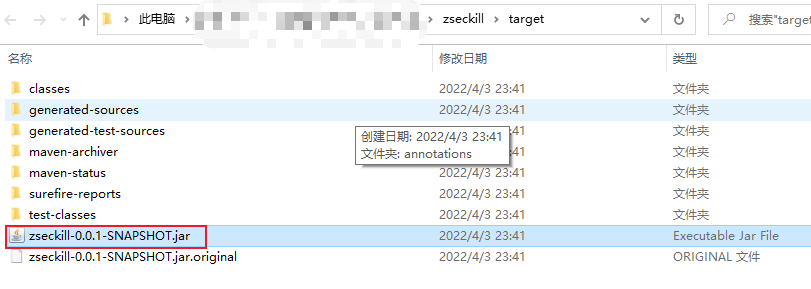 此电脑 zseckill target 搜索"target
名称 修改日期 类型
classes 2022/4/3 23:41 文件夹
generated-sources 2022/4/3 23:41 文件夹
generated-test-sources 2022/4/3 23:41 文件夹
创建日期: 2022/4/3 23:41
文件夹: annotations
maven-archiver 2022/4/3 23:41 文件夹
maven-status 2022/4/3 23:41 文件夹
surefire-reports 2022/4/3 23:41 文件夹
test-classes 2022/4/3 23:41 文件夹
zseckill-0.0.1-SNAPSHOT.jar 2022/4/3 23:41 Executable Jar File
zseckill-0.0.1-SNAPSHOT.jar.original 2022/4/3 23:41 ORIGINAL 文件